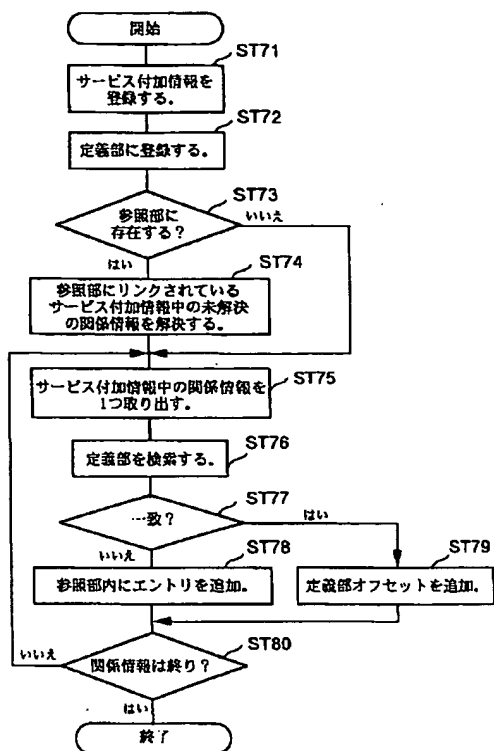 開始
ST71
サービス付加情報を
登録する。
ST72
定義部に登録する。
ST73
参照部に
存在する？
いいえ
はい
ST74
参照部にリンクされている
サービス付加情報中の未解決
の関係情報を解決する。
ST75
サービス付加情報中の関係情報を
1つ取り出す。
ST76
定義部を検索する。
ST77
一致？
はい
いいえ
ST78
参照部内にエントリを追加。
ST79
定義部オフセットを追加。
ST80
関係情報は終り？
いいえ
はい
終了